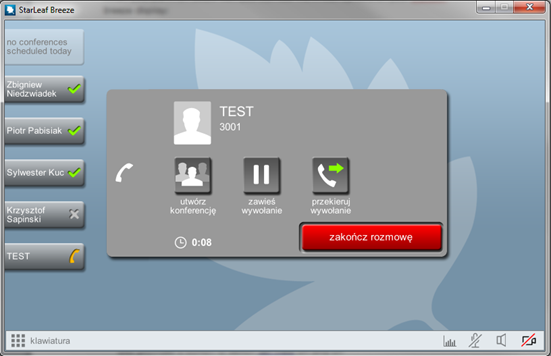 StarLeaf Breeze
no conferences
scheduled today
Zbigniew
Niedzwiadek
Piotr Pabisiak
Sylwester Kuc
Krzysztof
Sapinski
TEST
TEST
3001
utwórz
konferencję
zawieś
wywołanie
przekieruj
wywołanie
0:08
zakończ rozmowę
klawiatura